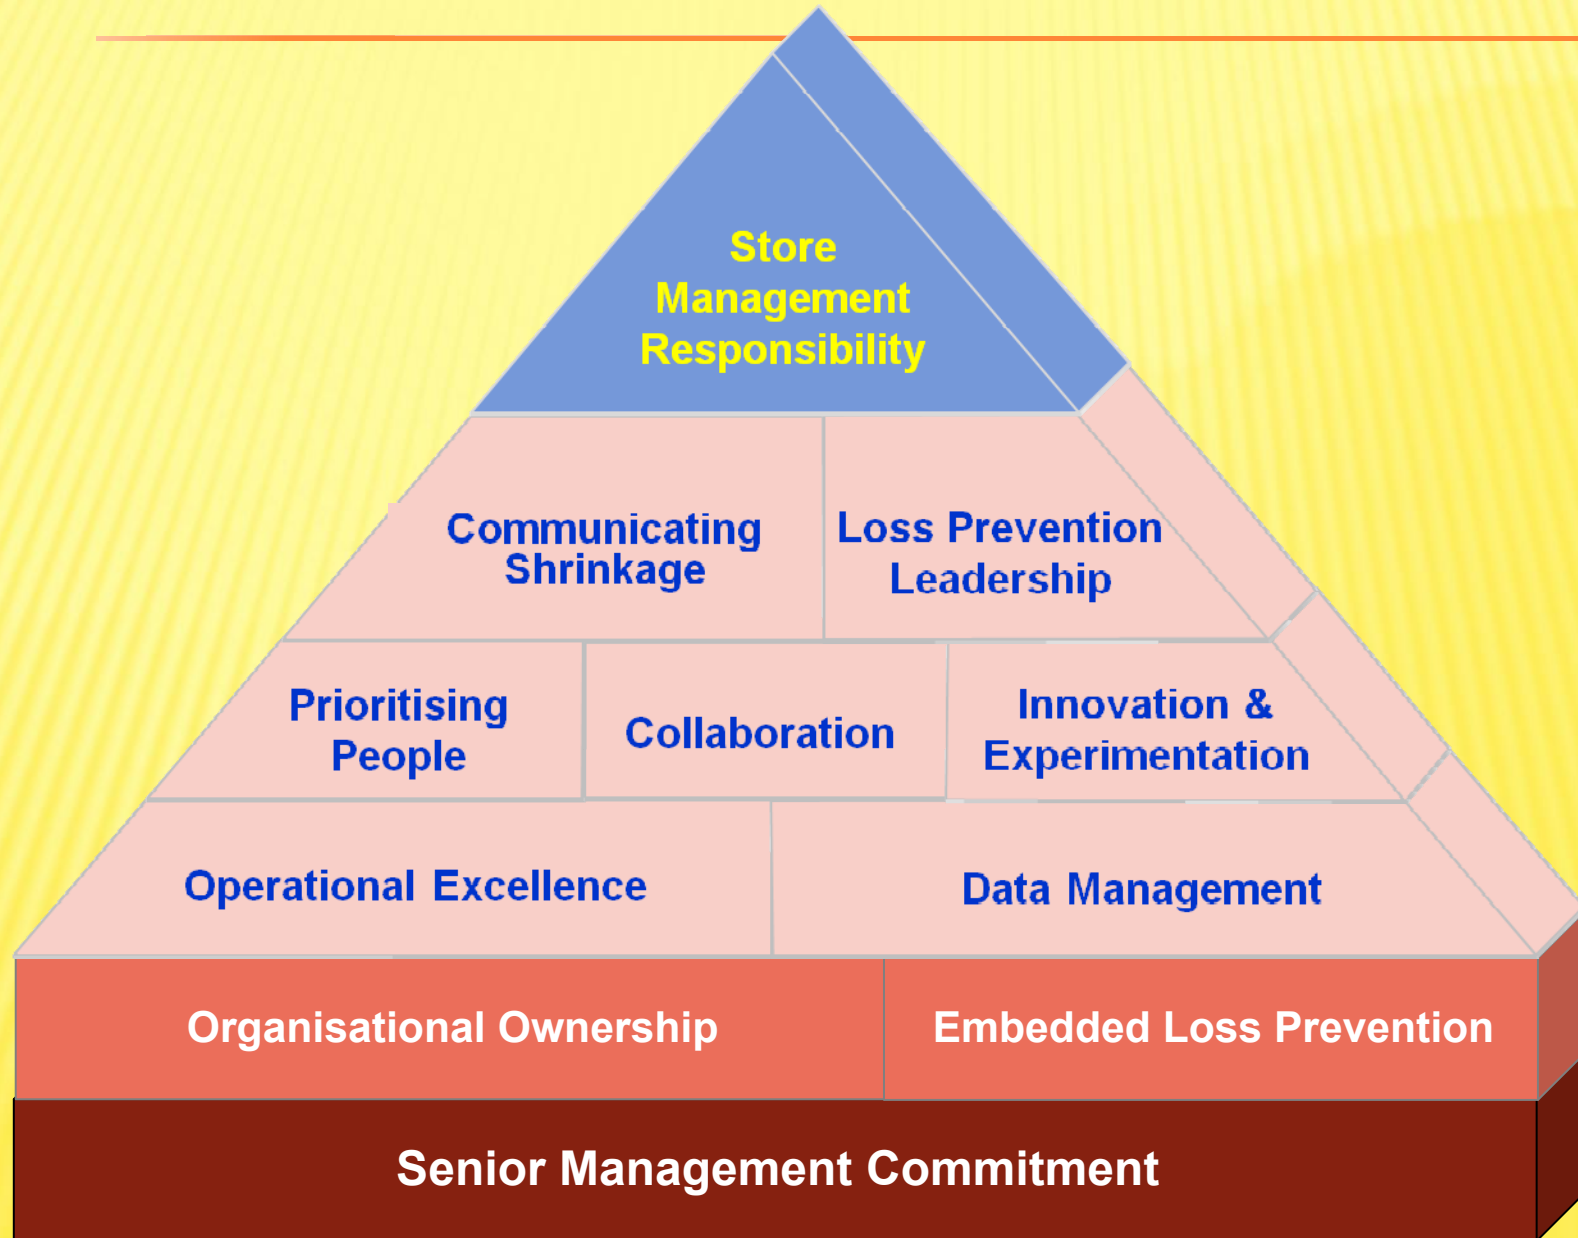 Store
Management
Responsibility
Communicating
Shrinkage
Loss Prevention
Leadership
Prioritising
People
Collaboration
Innovation &
Experimentation
Operational Excellence
Data Management
Organisational Ownership
Embedded Loss Prevention
Senior Management Commitment